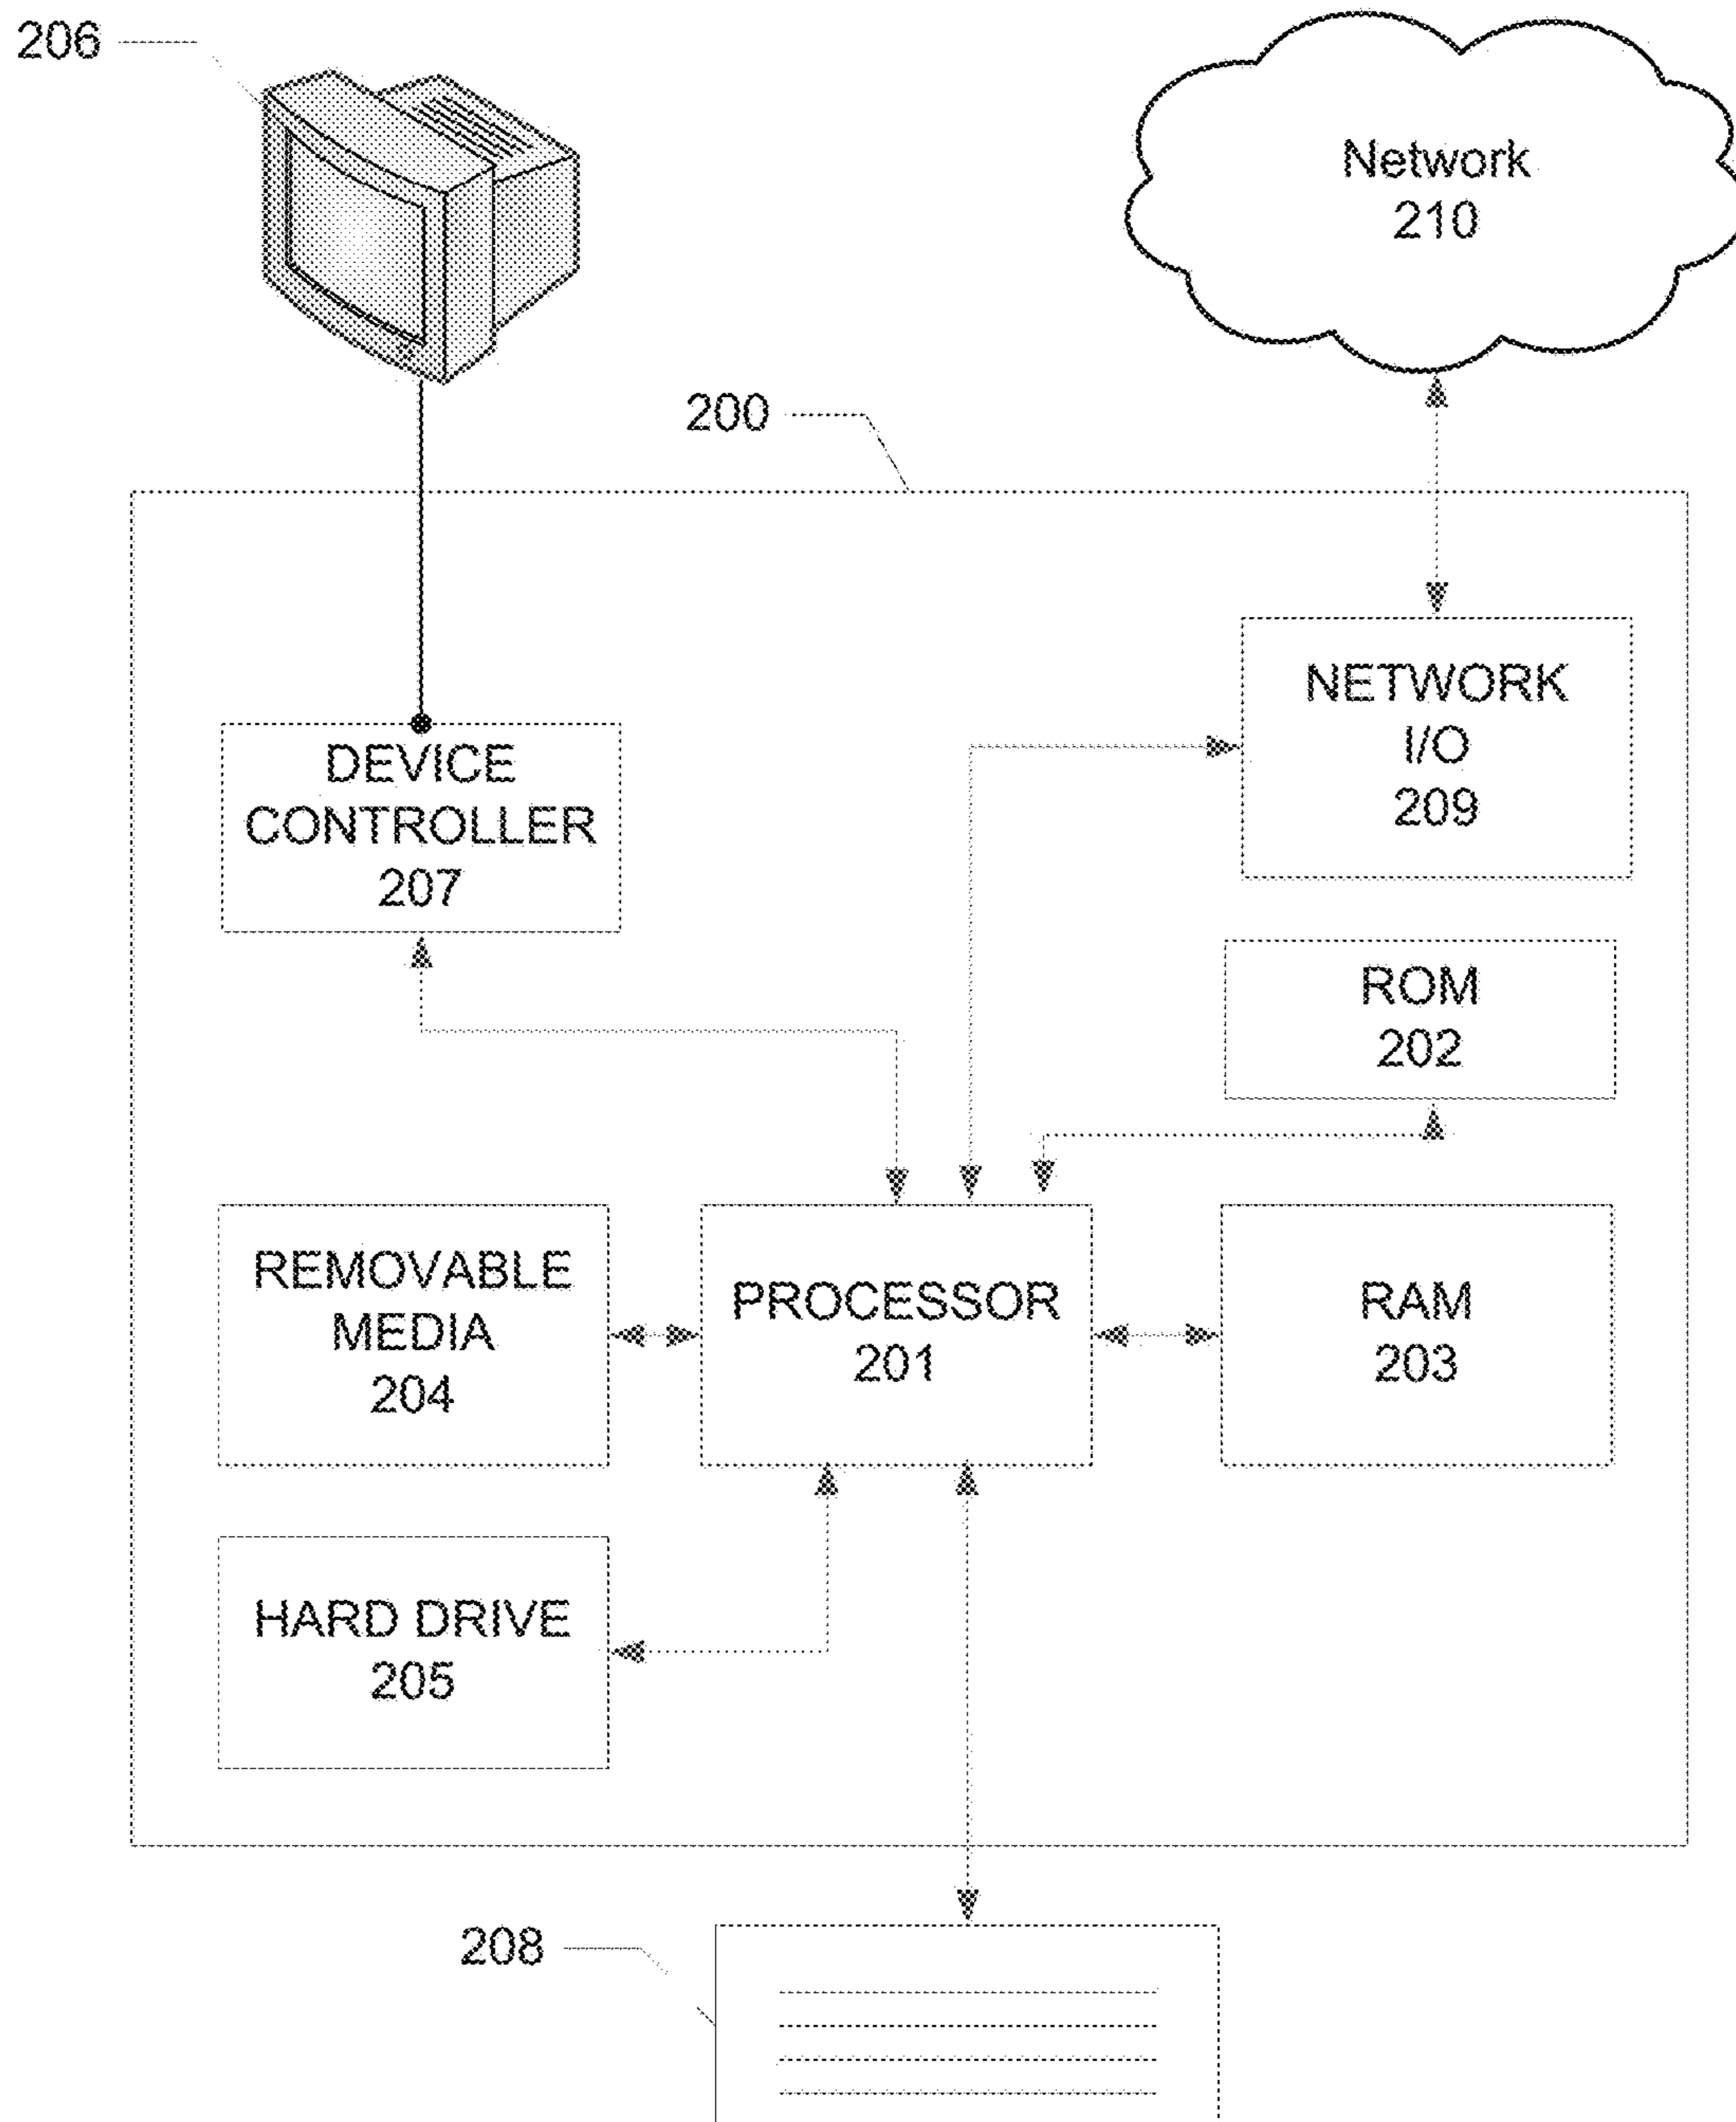 206
Network
210
200
NETWORK
I/O
209
DEVICE
CONTROLLER
207
ROM
202
REMOVABLE
MEDIA
204
PROCESSOR
201
RAM
203
HARD DRIVE
205
208